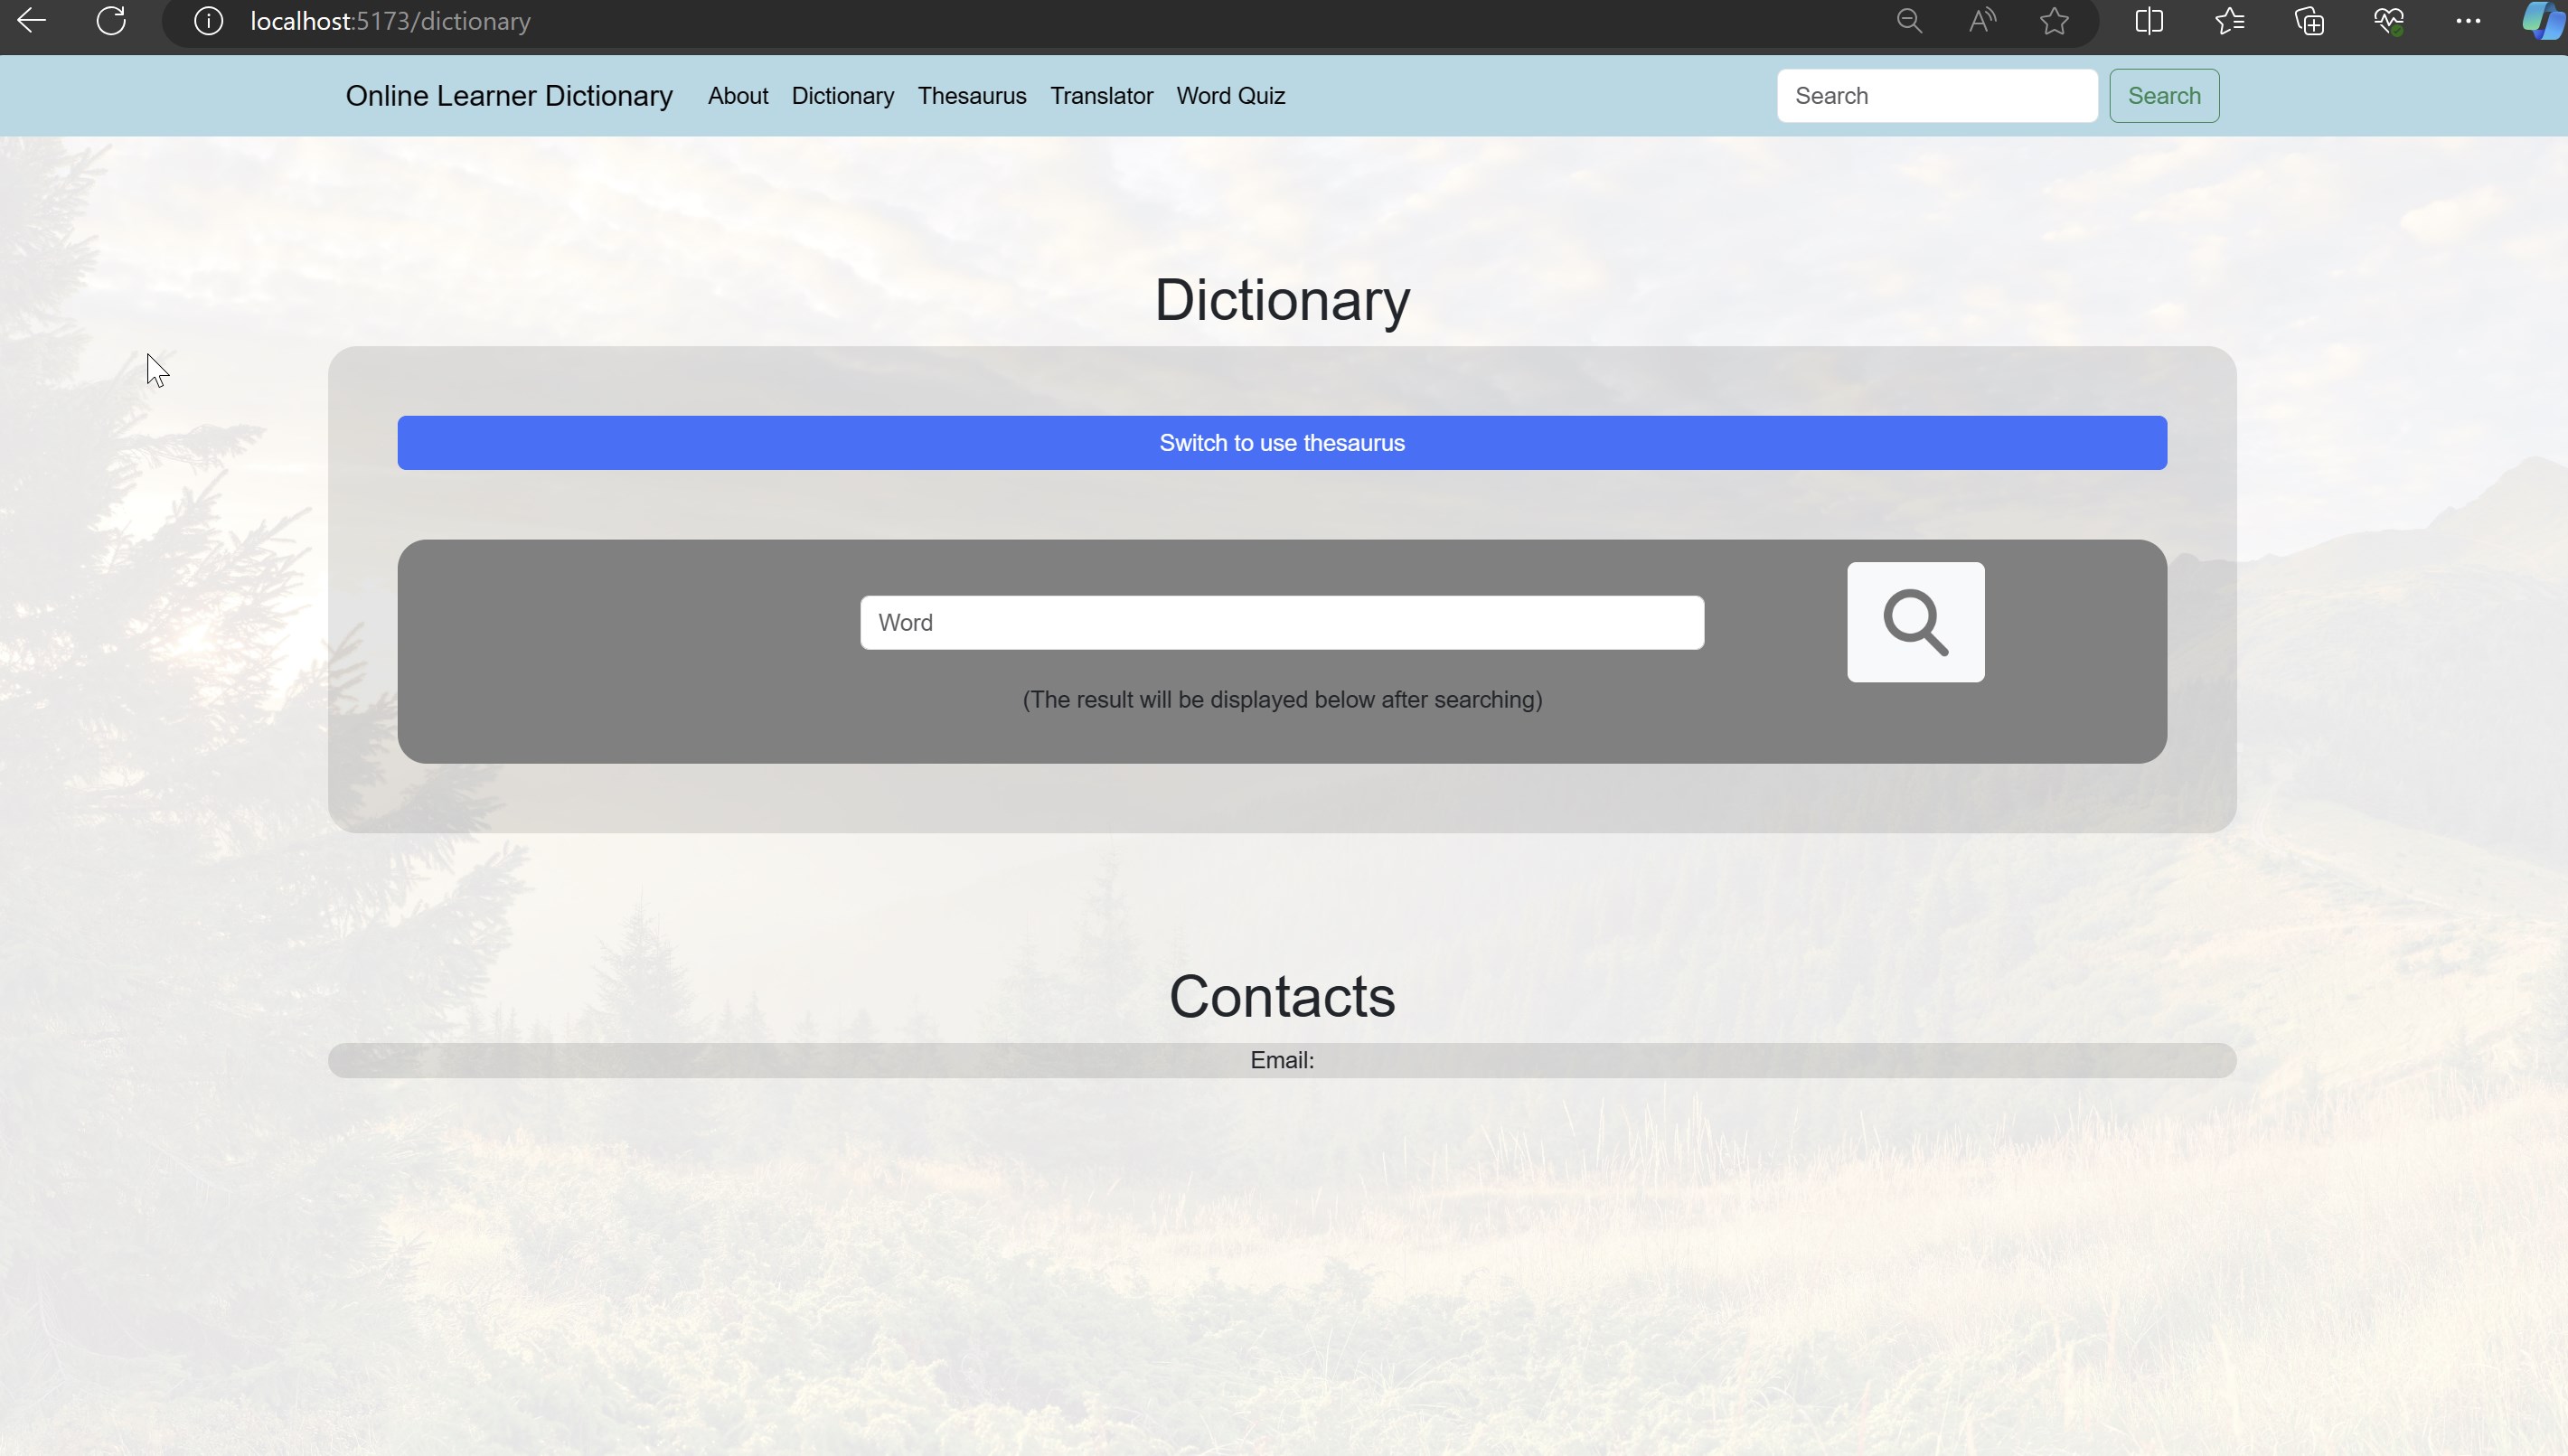 localhost:5173/dictionary
Online Learner Dictionary About Dictionary Thesaurus Translator Word Quiz Search Search
Dictionary
Switch to use thesaurus
Word
(The result will be displayed below after searching)
Contacts
Email: